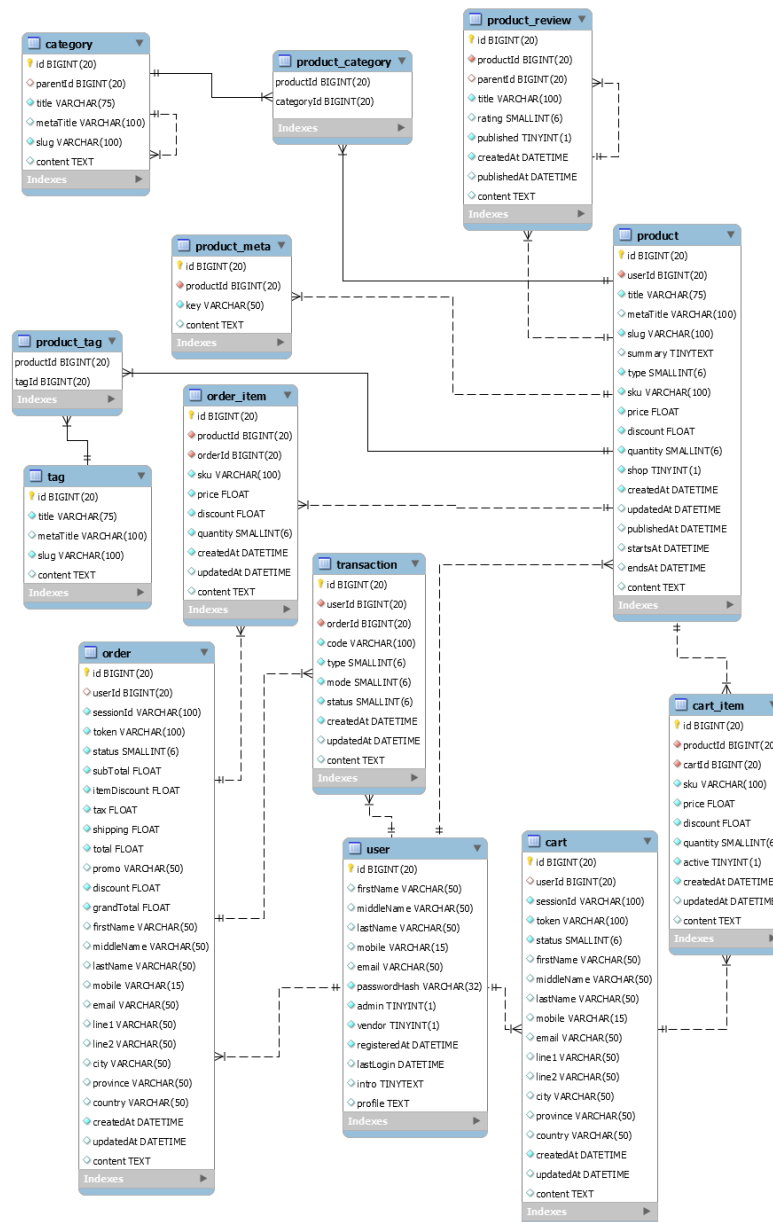 category
id BIGINT(20)
parentId BIGINT(20)
title VARCHAR(75)
metaTitle VARCHAR(100)
slug VARCHAR(100)
content TEXT
Indexes
product_category
productId BIGINT(20)
categoryId BIGINT(20)
Indexes
product_review
id BIGINT(20)
productId BIGINT(20)
parentId BIGINT(20)
title VARCHAR(100)
rating SMALLINT(6)
published TINYINT(1)
createdAt DATETIME
publishedAt DATETIME
content TEXT
Indexes
product_meta
id BIGINT(20)
productId BIGINT(20)
key VARCHAR(50)
content TEXT
Indexes
product
id BIGINT(20)
userId BIGINT(20)
title VARCHAR(75)
metaTitle VARCHAR(100)
slug VARCHAR(100)
summary TINYTEXT
type SMALLINT(6)
sku VARCHAR(100)
price FLOAT
discount FLOAT
quantity SMALLINT(6)
shop TINYINT(1)
createdAt DATETIME
updatedAt DATETIME
publishedAt DATETIME
startsAt DATETIME
endsAt DATETIME
content TEXT
Indexes
product_tag
productId BIGINT(20)
tagId BIGINT(20)
Indexes
order_item
id BIGINT(20)
productId BIGINT(20)
orderId BIGINT(20)
sku VARCHAR(100)
price FLOAT
discount FLOAT
quantity SMALLINT(6)
createdAt DATETIME
updatedAt DATETIME
content TEXT
Indexes
tag
id BIGINT(20)
title VARCHAR(75)
metaTitle VARCHAR(100)
slug VARCHAR(100)
content TEXT
Indexes
transaction
id BIGINT(20)
userId BIGINT(20)
orderId BIGINT(20)
code VARCHAR(100)
type SMALLINT(6)
mode SMALLINT(6)
status SMALLINT(6)
createdAt DATETIME
updatedAt DATETIME
content TEXT
Indexes
order
id BIGINT(20)
userId BIGINT(20)
sessionId VARCHAR(100)
token VARCHAR(100)
status SMALLINT(6)
subTotal FLOAT
itemDiscount FLOAT
tax FLOAT
shipping FLOAT
total FLOAT
promo VARCHAR(50)
discount FLOAT
grandTotal FLOAT
firstName VARCHAR(50)
middleName VARCHAR(50)
lastName VARCHAR(50)
mobile VARCHAR(15)
email VARCHAR(50)
line1 VARCHAR(50)
line2 VARCHAR(50)
city VARCHAR(50)
province VARCHAR(50)
country VARCHAR(50)
createdAt DATETIME
updatedAt DATETIME
content TEXT
Indexes
cart_item
id BIGINT(20)
productId BIGINT(20
cartId BIGINT(20)
sku VARCHAR(100)
price FLOAT
discount FLOAT
quantity SMALLINT(6
active TINYINT(1)
createdAt DATETIME
updatedAt DATETIME
content TEXT
Indexes
user
id BIGINT(20)
firstName VARCHAR(50)
middleName VARCHAR(50)
lastName VARCHAR(50)
mobile VARCHAR(15)
email VARCHAR(50)
passwordHash VARCHAR(32)
admin TINYINT(1)
vendor TINYINT(1)
registeredAt DATETIME
lastLogin DATETIME
intro TINYTEXT
profile TEXT
Indexes
cart
id BIGINT(20)
userId BIGINT(20)
sessionId VARCHAR(100)
token VARCHAR(100)
status SMALLINT(6)
firstName VARCHAR(50)
middleName VARCHAR(50)
lastName VARCHAR(50)
mobile VARCHAR(15)
email VARCHAR(50)
line1 VARCHAR(50)
line2 VARCHAR(50)
city VARCHAR(50)
province VARCHAR(50)
country VARCHAR(50)
createdAt DATETIME
updatedAt DATETIME
content TEXT
Indexes